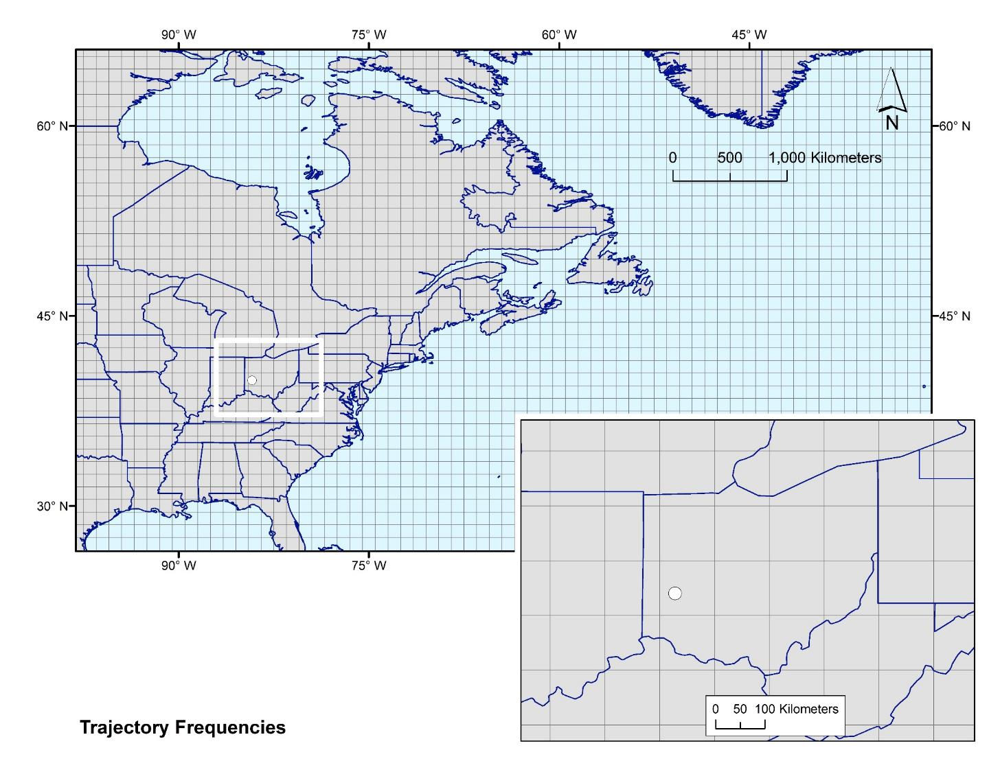 90° W 75° W 60° W 45° W
60° N 60° N
N
0 500 1,000 Kilometers
45° N 45° N
30° N
90° W 75° W
0 50 100 Kilometers
Trajectory Frequencies